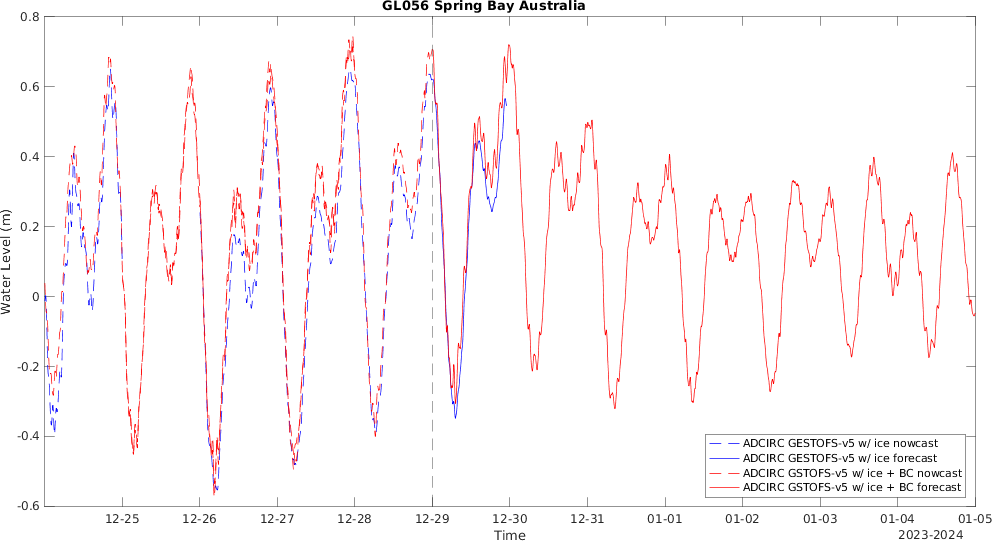 GL056 Spring Bay Australia
0.8
0.6
0.4
0.2
0
-0.2
-0.4
-0.6
Water Level (m)
ADCIRC GESTOFS-v5 w/ ice nowcast
ADCIRC GESTOFS-v5 w/ ice forecast
ADCIRC GSTOFS-v5 w/ ice + BC nowcast
ADCIRC GSTOFS-v5 w/ ice + BC forecast
12-25 12-26 12-27 12-28 12-29 12-30 12-31 01-01 01-02 01-03 01-04 01-05
Time
2023-2024